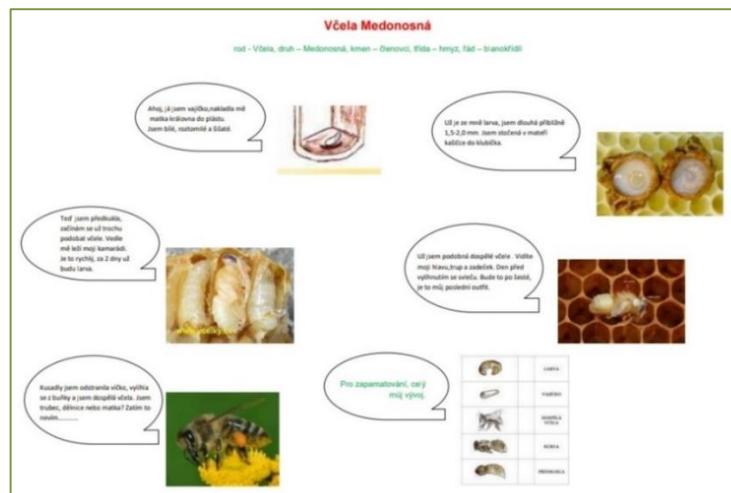 Včela Medonosná
rod - Včela, druh – Medonosná, kmen – členovci, třída – hmyz, řád – blanokřídlí
Ahoj, já jsem vajíčko,nakladla mě
matka královna do plástu.
Jsem bílé, roztomilé a šišaté.
Už je ze mně larva, jsem dlouhá přibližně
1,5-2,0 mm. Jsem stočená v mateří
kašičce do klubíčka.
Teď jsem předkukla,
začínám se už trochu
podobat včele. Vedle
mě leží moji kamarádi.
Je to rychlé, za 2 dny už
budu larva.
Už jsem podobná dospělé včele . Vidíte
moji hlavu,trup a zadeček. Den před
vylíhnutím se svleču. Bude to po šesté,
je to můj poslední outfit.
Kusadly jsem odstranila víčko, vylíhla
se z buňky a jsem dospělá včela. Jsem
trubec, dělnice nebo matka? Zatím to
nevím..........
Pro zapamatování, celý
můj vývoj.
LARVA
VAJÍČKO
DOSPĚLÁ
VČELA
KUKLA
PŘEDKUKLA